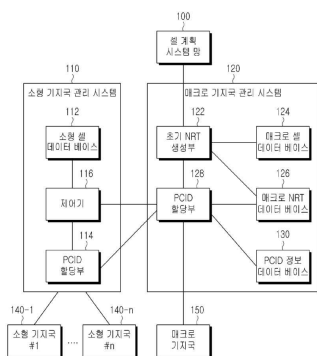 100
셀 계획
시스템 망
110
120
소형 기지국 관리 시스템
매크로 기지국 관리 시스템
112
122
124
소형 셀
데이터 베이스
초기 NRT
생성부
매크로 셀
데이터 베이스
116
128
126
제어기
PCID
할당부
매크로 NRT
데이터 베이스
114
130
PCID
할당부
PCID 정보
데이터 베이스
140-1
140-n
150
소형 기지국
#1
....
소형 기지국
#n
매크로
기지국